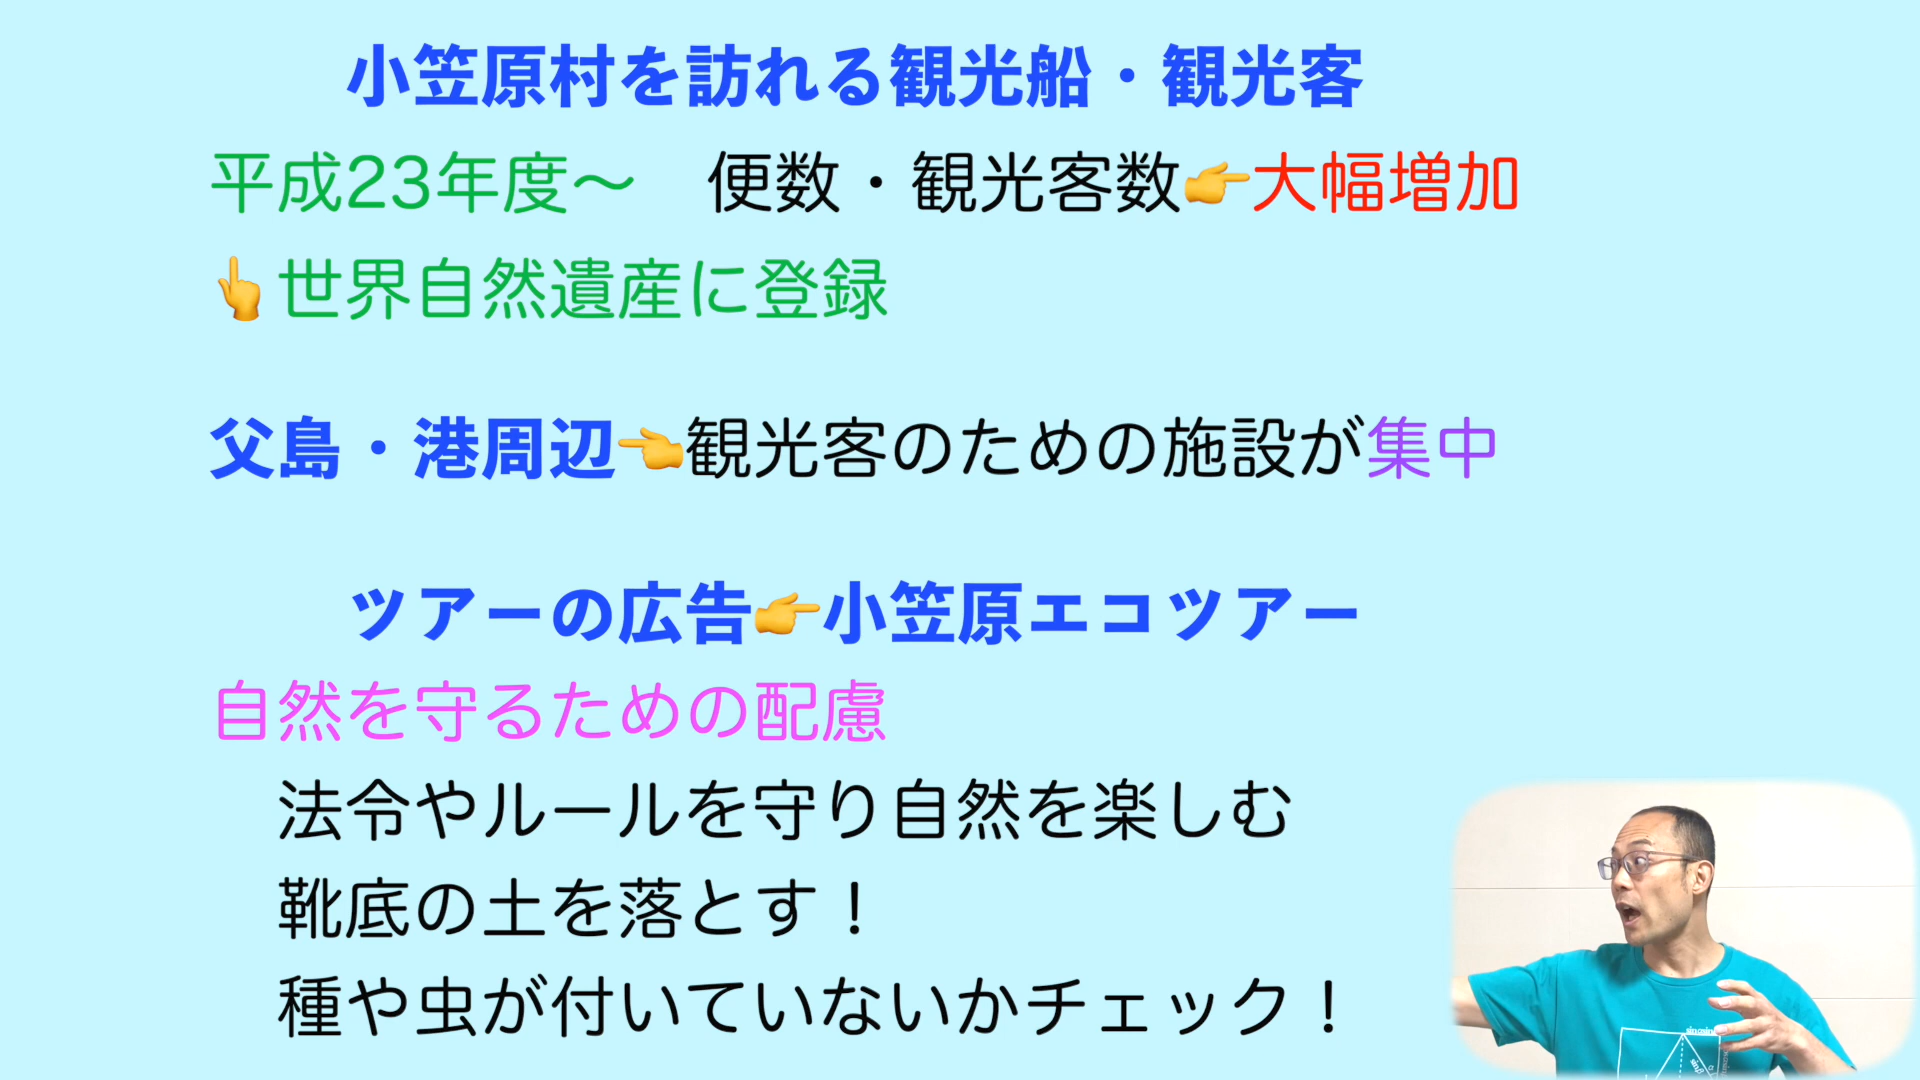 小笠原村を訪れる観光船・観光客
平成23年度〜　便数・観光客数👉大幅増加
👆世界自然遺産に登録
父島・港周辺👈観光客のための施設が集中
ツアーの広告👉小笠原エコツアー
自然を守るための配慮
法令やルールを守り自然を楽しむ
靴底の土を落とす！
種や虫が付いていないかチェック！